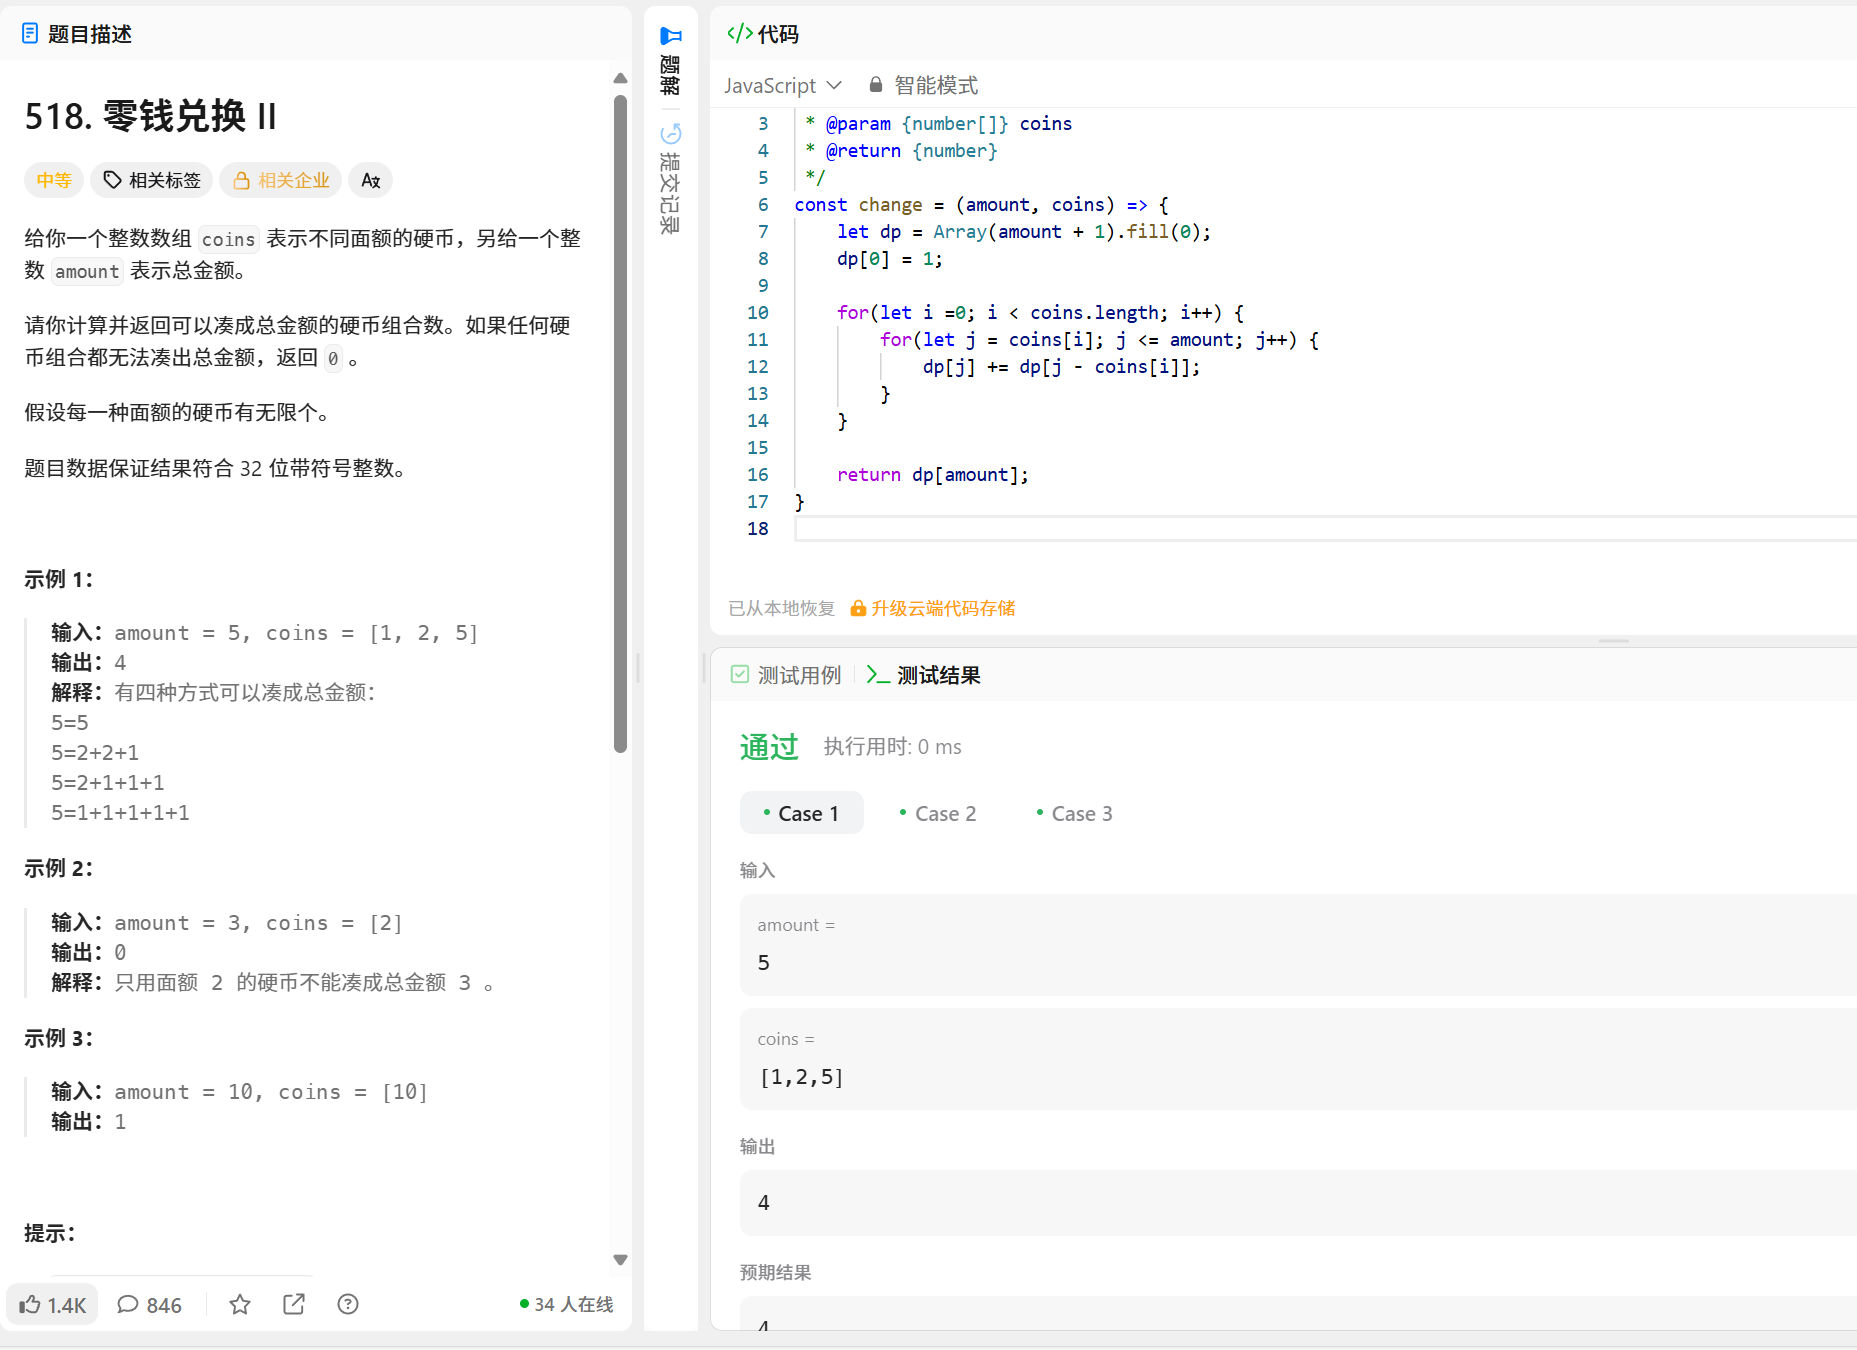 题目描述
518. 零钱兑换 II
中等 相关标签 相关企业
给你一个整数数组 coins 表示不同面额的硬币，另给一个整
数 amount 表示总金额。
请你计算并返回可以凑成总金额的硬币组合数。如果任何硬
币组合都无法凑出总金额，返回 0 。
假设每一种面额的硬币有无限个。
题目数据保证结果符合 32 位带符号整数。
示例 1：
输入：amount = 5, coins = [1, 2, 5]
输出：4
解释：有四种方式可以凑成总金额：
5=5
5=2+2+1
5=2+1+1+1
5=1+1+1+1+1
示例 2：
输入：amount = 3, coins = [2]
输出：0
解释：只用面额 2 的硬币不能凑成总金额 3 。
示例 3：
输入：amount = 10, coins = [10]
输出：1
提示：
1.4K 846 34 人在线
题解
提交记录
</> 代码
JavaScript 智能模式
3 * @param {number[]} coins
4 * @return {number}
5 */
6 const change = (amount, coins) => {
7 let dp = Array(amount + 1).fill(0);
8 dp[0] = 1;
9
10 for(let i =0; i < coins.length; i++) {
11 for(let j = coins[i]; j <= amount; j++) {
12 dp[j] += dp[j - coins[i]];
13 }
14 }
15
16 return dp[amount];
17 }
18
已从本地恢复 升级云端代码存储
测试用例 测试结果
通过 执行用时: 0 ms
Case 1 Case 2 Case 3
输入
amount =
5
coins =
[1,2,5]
输出
4
预期结果
4